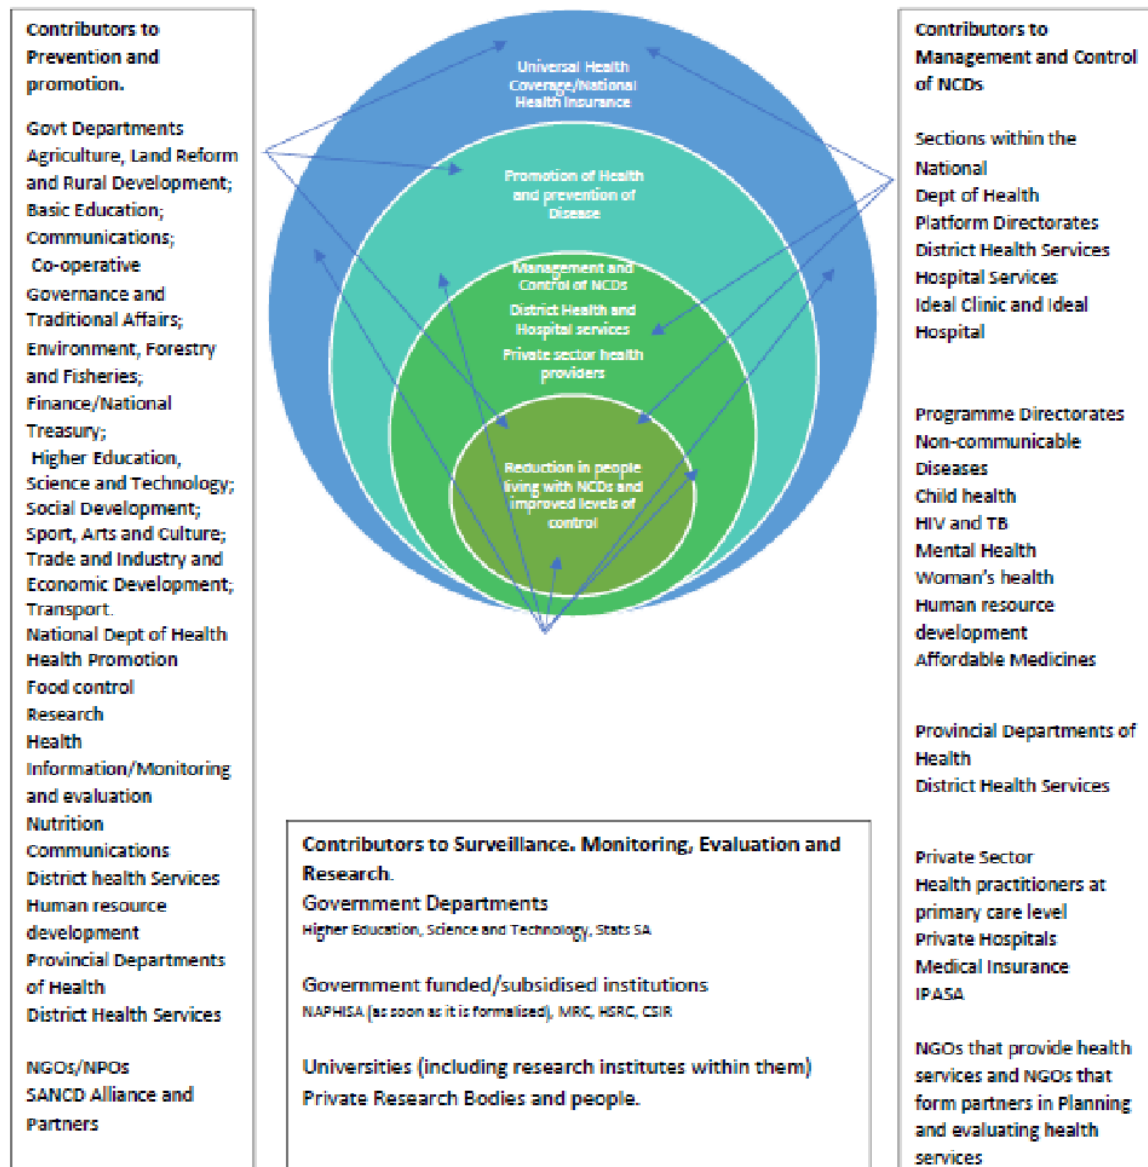 Contributors to
Prevention and
promotion.
Govt Departments
Agriculture, Land Reform
and Rural Development;
Basic Education;
Communications;
Co-operative
Governance and
Traditional Affairs;
Environment, Forestry
and Fisheries;
Finance/National
Treasury;
Higher Education,
Science and Technology;
Social Development;
Sport, Arts and Culture;
Trade and Industry and
Economic Development;
Transport.
National Dept of Health
Health Promotion
Food control
Research
Health
Information/Monitoring
and evaluation
Nutrition
Communications
District health Services
Human resource
development
Provincial Departments
of Health
District Health Services
NGOs/NPOs
SANCD Alliance and
Partners
Universal Health
Coverage/National
Health Insurance
Promotion of Health
and prevention of
Disease
Management and
Control of NCDs
District Health and
Hospital services
Private sector health
providers
Reduction in people
living with NCDs and
improved levels of
control
Contributors to Surveillance. Monitoring, Evaluation and
Research.
Government Departments
Higher Education, Science and Technology, Stats SA
Government funded/subsidised institutions
NAPHISA (as soon as it is formalised), MRC, HSRC, CSIR
Universities (including research institutes within them)
Private Research Bodies and people.
Contributors to
Management and Control
of NCDs
Sections within the
National
Dept of Health
Platform Directorates
District Health Services
Hospital Services
Ideal Clinic and Ideal
Hospital
Programme Directorates
Non-communicable
Diseases
Child health
HIV and TB
Mental Health
Woman's health
Human resource
development
Affordable Medicines
Provincial Departments of
Health
District Health Services
Private Sector
Health practitioners at
primary care level
Private Hospitals
Medical Insurance
IPASA
NGOs that provide health
services and NGOs that
form partners in Planning
and evaluating health
services